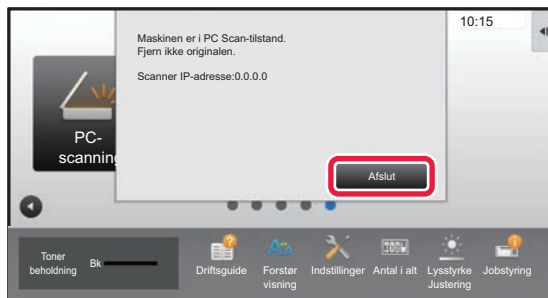 10:15
Maskinen er i PC Scan-tilstand.
Fjern ikke originalen.
Scanner IP-adresse:0.0.0.0
PC-
scanning
Afslut
Toner
beholdning
Bk
Driftsguide
Forstør
visning
Indstillinger
Antal i alt
Lysstyrke
Justering
Jobstyring